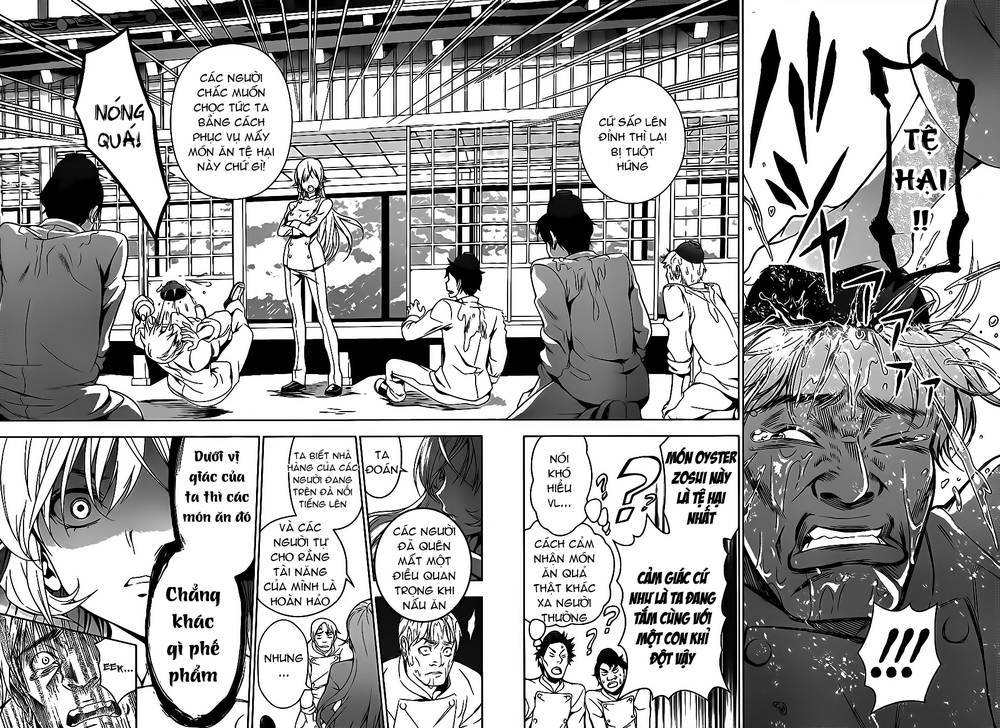 TỆ
HẠI
!!
!!!
CỨ SẮP LÊN
ĐỈNH THÌ LẠI
BỊ TUỘT
HỨNG
CÁC NGƯỜI
CHẮC MUỐN
CHỌC TỨC TA
BẰNG CÁCH
PHỤC VỤ MẤY
MÓN ĂN TỆ HẠI
NÀY CHỨ GÌ!
NÓNG
QUÁ!
MÓN OYSTER
ZOSUI NÀY
LÀ TỆ HẠI
NHẤT
CẢM GIÁC CỨ
NHƯ LÀ TA ĐANG
TẮM CÙNG VỚI
MỘT CON KHỈ
ĐỘT VẬY
???
NÓI
KHÓ
HIỂU
VL...
CÁCH CẢM
NHẬN MÓN
ĂN QUẢ
THẬT KHÁC
XA NGƯỜI
THƯỜNG
???
TA
ĐOÁN
CÁC NGƯỜI
ĐÃ QUÊN
MẤT MỘT
ĐIỀU QUAN
TRỌNG KHI
NẤU ĂN
TA BIẾT NHÀ
HÀNG CỦA CÁC
NGƯỜI ĐANG
TRÊN ĐÀ NỔI
TIẾNG LÊN
VÀ CÁC
NGƯỜI TỰ
CHO RẰNG
TÀI NĂNG
CỦA MÌNH LÀ
HOÀN HẢO
NHƯNG
...
Dưới vị
giác của
ta thì các
món ăn đó
Chẳng
khác
gì phế
phẩm
EEK...